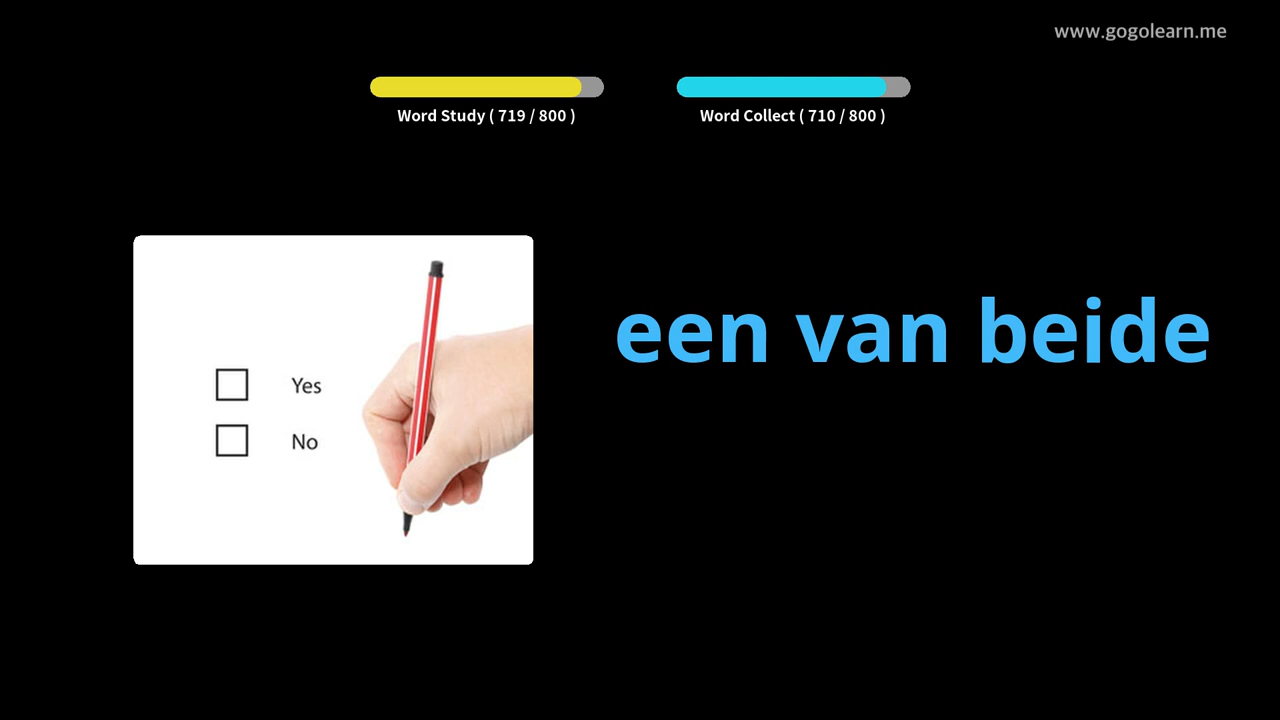 www.gogolearn.me
Word Study ( 719 / 800 )
Word Collect ( 710 / 800 )
een van beide
Yes
No